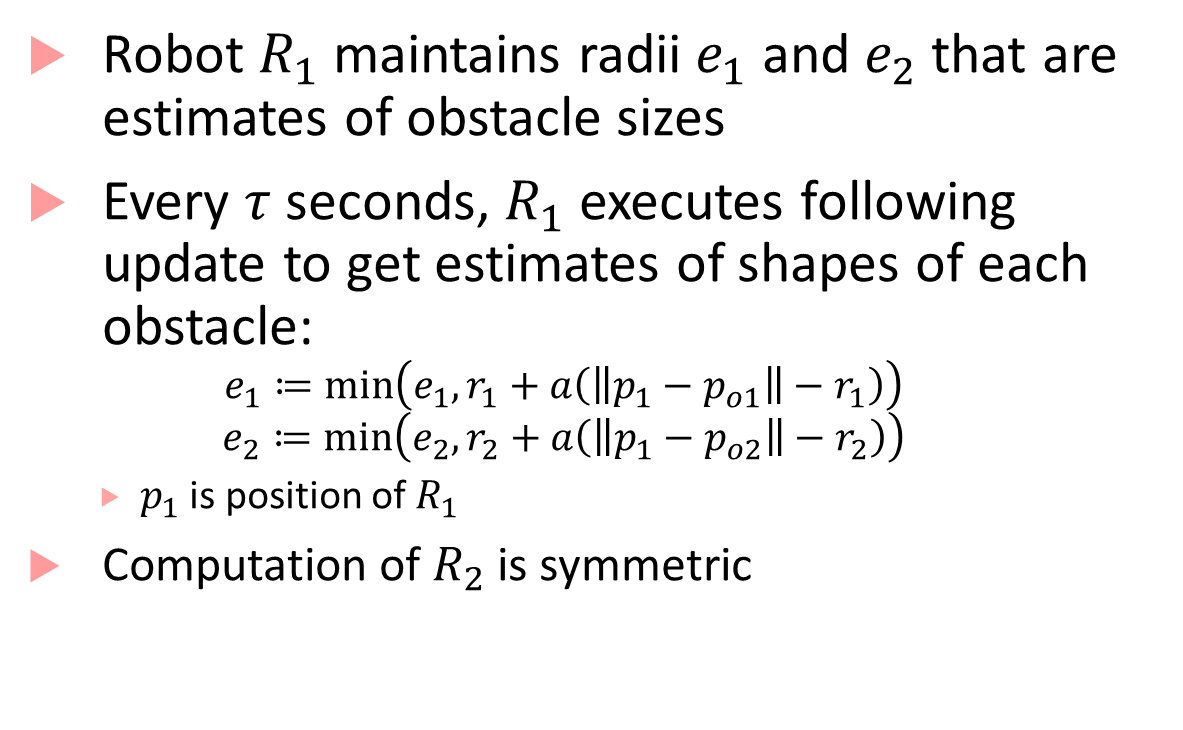 Robot 𝑅₁ maintains radii 𝑒₁ and 𝑒₂ that are
estimates of obstacle sizes
Every 𝜏 seconds, 𝑅₁ executes following
update to get estimates of shapes of each
obstacle:
𝑒₁ ≔ min(𝑒₁, 𝑟₁ + 𝑎(‖𝑝₁ − 𝑝ₒ₁‖ − 𝑟₁))
𝑒₂ ≔ min(𝑒₂, 𝑟₂ + 𝑎(‖𝑝₁ − 𝑝ₒ₂‖ − 𝑟₂))
𝑝₁ is position of 𝑅₁
Computation of 𝑅₂ is symmetric